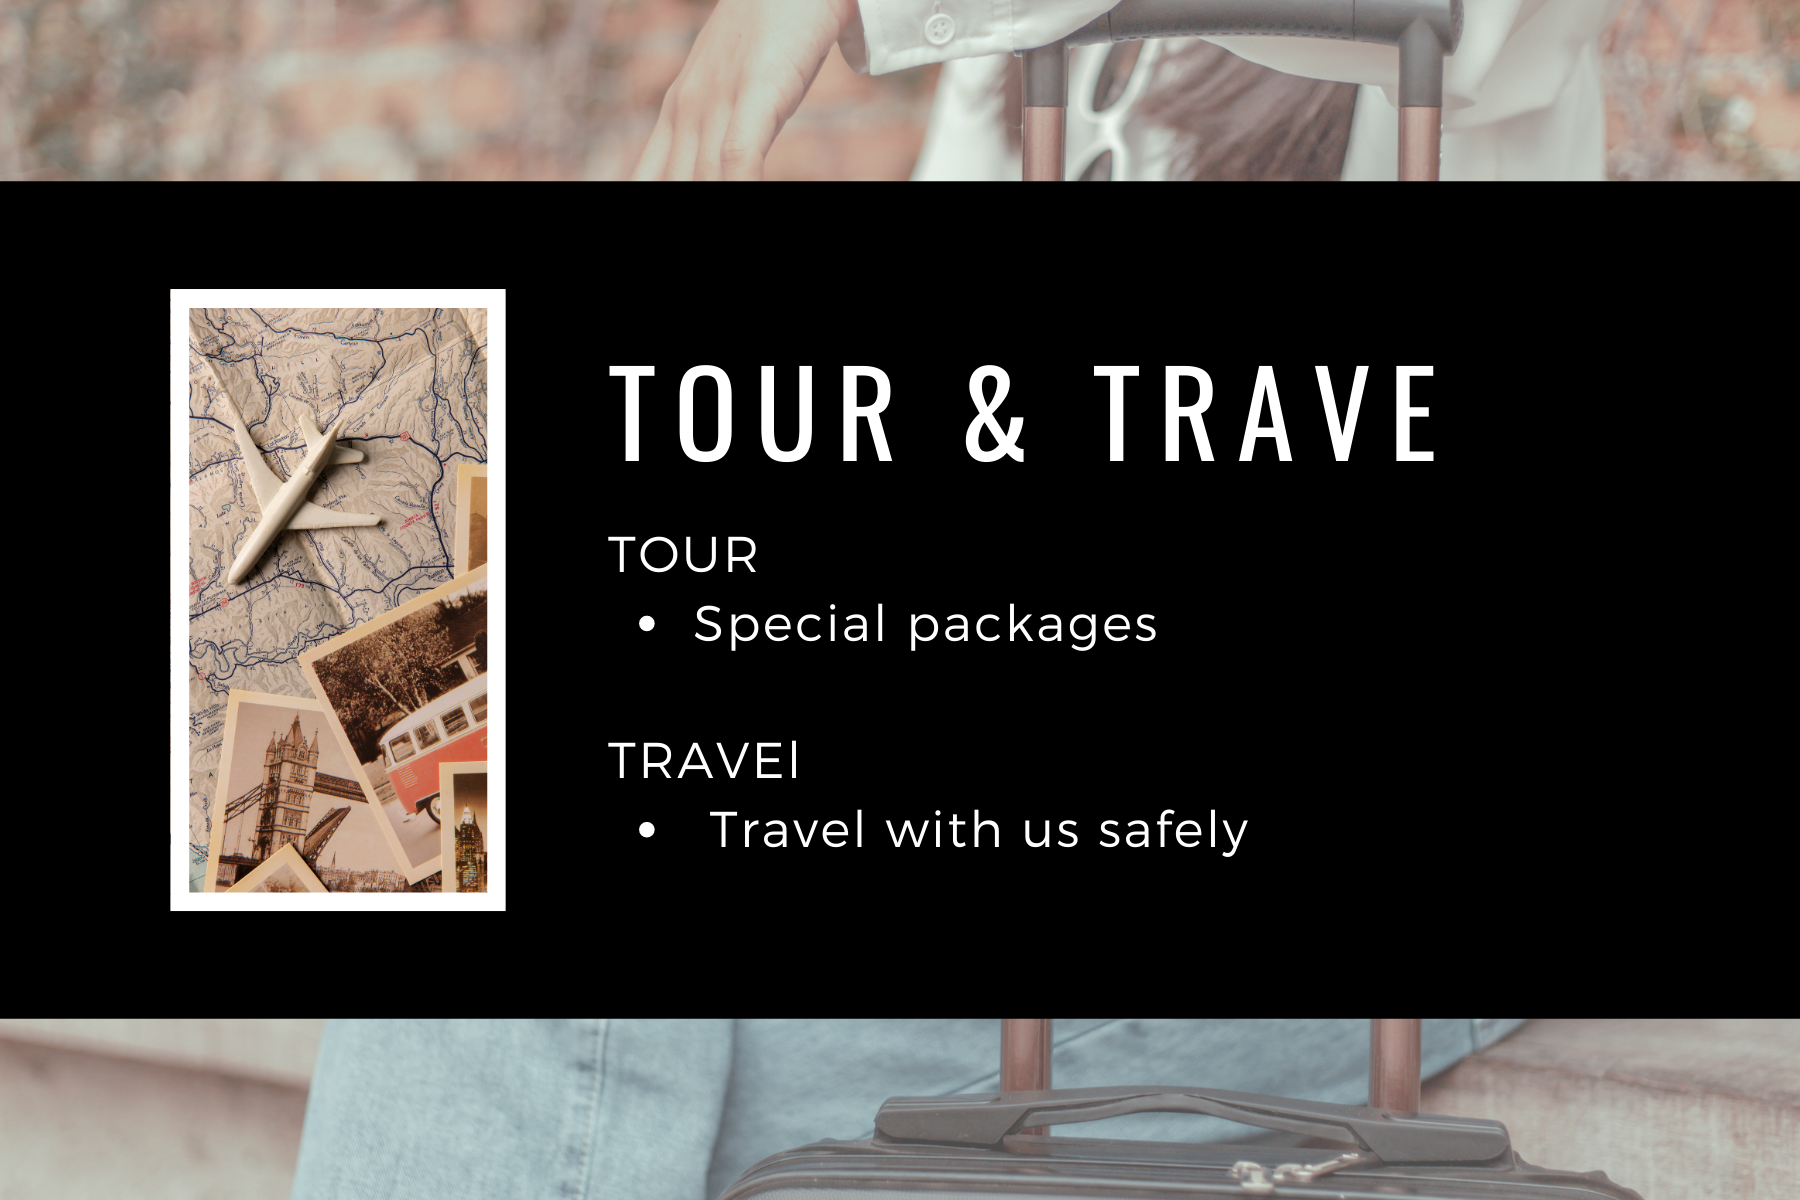 TOUR & TRAVE
TOUR
• Special packages
TRAVEl
• Travel with us safely